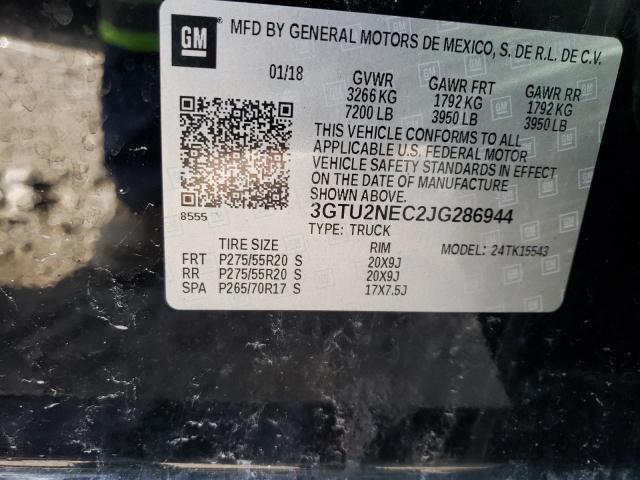 GM MFD BY GENERAL MOTORS DE MEXICO, S. DE R.L. DE C.V.
01/18 GVWR GAWR FRT GAWR RR
3266 KG 1792 KG 1792 KG
7200 LB 3950 LB 3950 LB
THIS VEHICLE CONFORMS TO ALL
APPLICABLE U.S. FEDERAL MOTOR
VEHICLE SAFETY STANDARDS IN EFFECT
ON THE DATE OF MANUFACTURE
SHOWN ABOVE.
8555 3GTU2NEC2JG286944
TYPE: TRUCK
TIRE SIZE RIM MODEL: 24TK15543
FRT P275/55R20 S 20X9J
RR P275/55R20 S 20X9J
SPA P265/70R17 S 17X7.5J